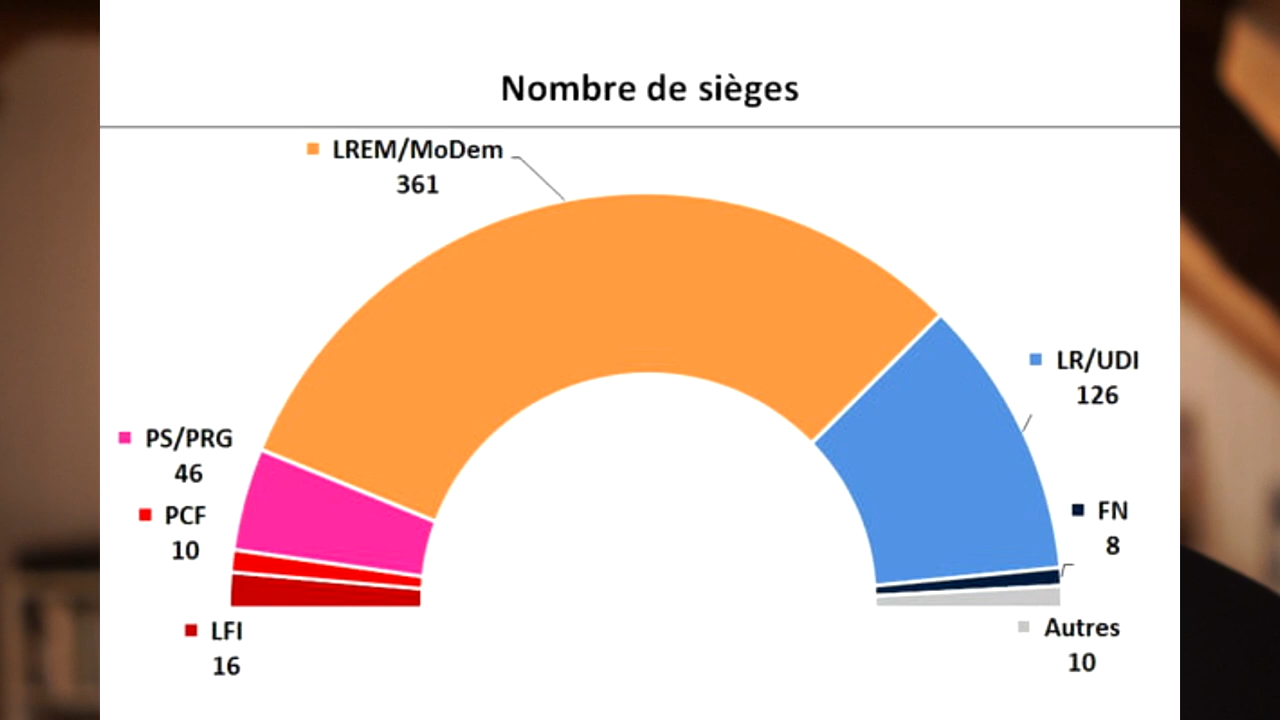 Nombre de sièges
LREM/MoDem
361
LR/UDI
126
PS/PRG
46
FN
8
PCF
10
LFI
16
Autres
10